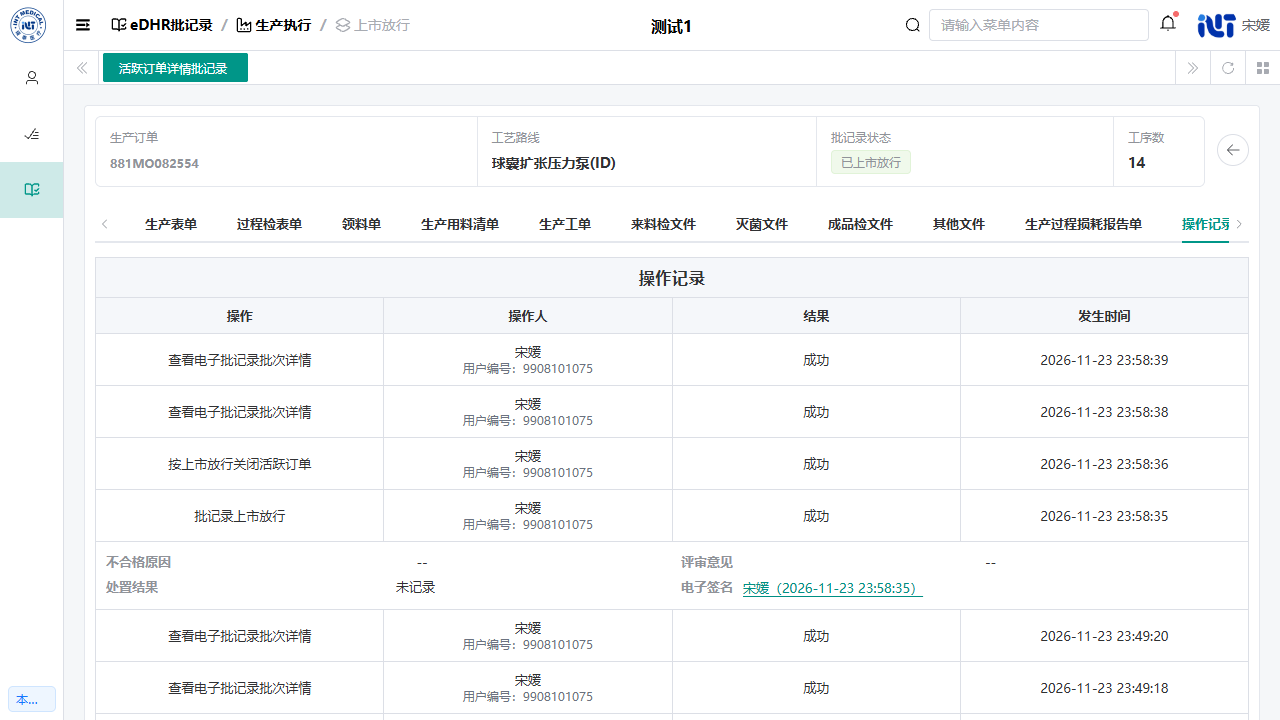 INT MEDICAL
eDHR批记录 / 生产执行 / 上市放行
测试1
请输入菜单内容
宋媛
活跃订单详情批记录
生产订单
881MO082554
工艺路线
球囊扩张压力泵(ID)
批记录状态
已上市放行
工序数
14
生产表单 过程检表单 领料单 生产用料清单 生产工单 来料检文件 灭菌文件 成品检文件 其他文件 生产过程损耗报告单 操作记录
操作记录
操作 操作人 结果 发生时间
查看电子批记录批次详情 宋媛 成功 2026-11-23 23:58:39
用户编号：9908101075
查看电子批记录批次详情 宋媛 成功 2026-11-23 23:58:38
用户编号：9908101075
按上市放行关闭活跃订单 宋媛 成功 2026-11-23 23:58:36
用户编号：9908101075
批记录上市放行 宋媛 成功 2026-11-23 23:58:35
用户编号：9908101075
不合格原因 -- 评审意见 --
处置结果 未记录 电子签名 宋媛（2026-11-23 23:58:35）
查看电子批记录批次详情 宋媛 成功 2026-11-23 23:49:20
用户编号：9908101075
查看电子批记录批次详情 宋媛 成功 2026-11-23 23:49:18
用户编号：9908101075
本...